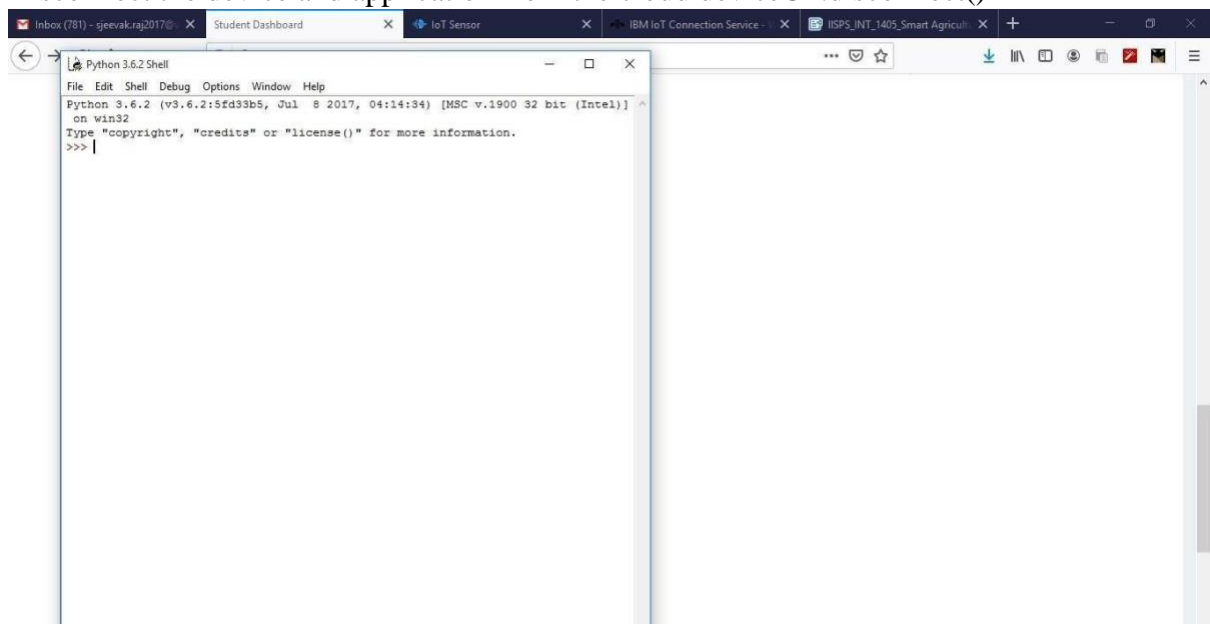 Inbox (781) - sjeevak.raj2017@
Student Dashboard
IoT Sensor
IBM IoT Connection Service -
IISPS_INT_1405_Smart Agricult
Python 3.6.2 Shell
File Edit Shell Debug Options Window Help
Python 3.6.2 (v3.6.2:5fd33b5, Jul 8 2017, 04:14:34) [MSC v.1900 32 bit (Intel)]
on win32
Type "copyright", "credits" or "license()" for more information.
>>>